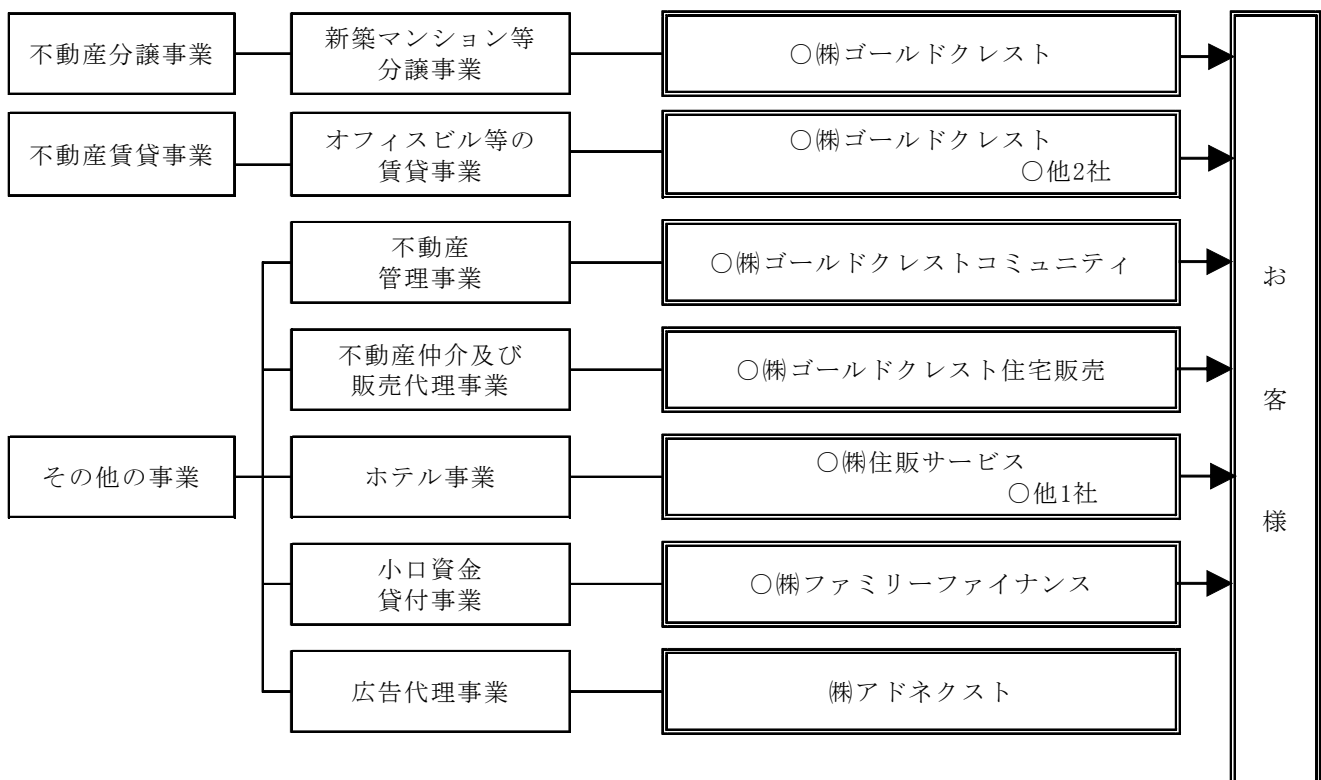 不動産分譲事業
新築マンション等
分譲事業
○㈱ゴールドクレスト
不動産賃貸事業
オフィスビル等の
賃貸事業
○㈱ゴールドクレスト
○他2社
不動産
管理事業
○㈱ゴールドクレストコミュニティ
不動産仲介及び
販売代理事業
○㈱ゴールドクレスト住宅販売
その他の事業
ホテル事業
○㈱住販サービス
○他1社
小口資金
貸付事業
○㈱ファミリーファイナンス
広告代理事業
㈱アドネクスト
お客様